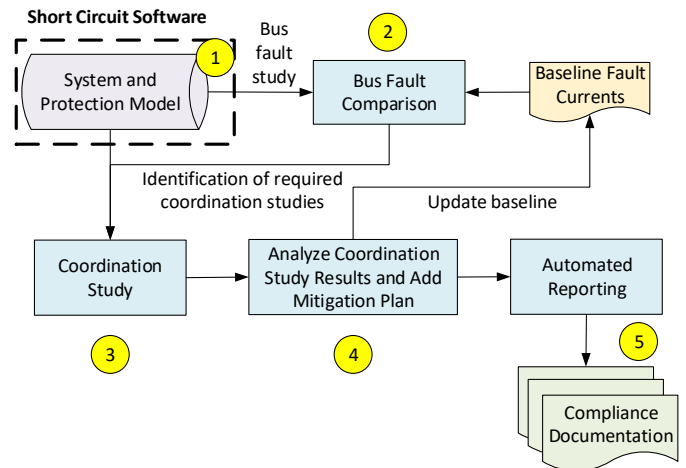 Short Circuit Software
1
Bus
fault
study
2
System and
Protection Model
Bus Fault
Comparison
Baseline Fault
Currents
Identification of required
coordination studies
Update baseline
Coordination
Study
Analyze Coordination
Study Results and Add
Mitigation Plan
Automated
Reporting
3
4
5
Compliance
Documentation